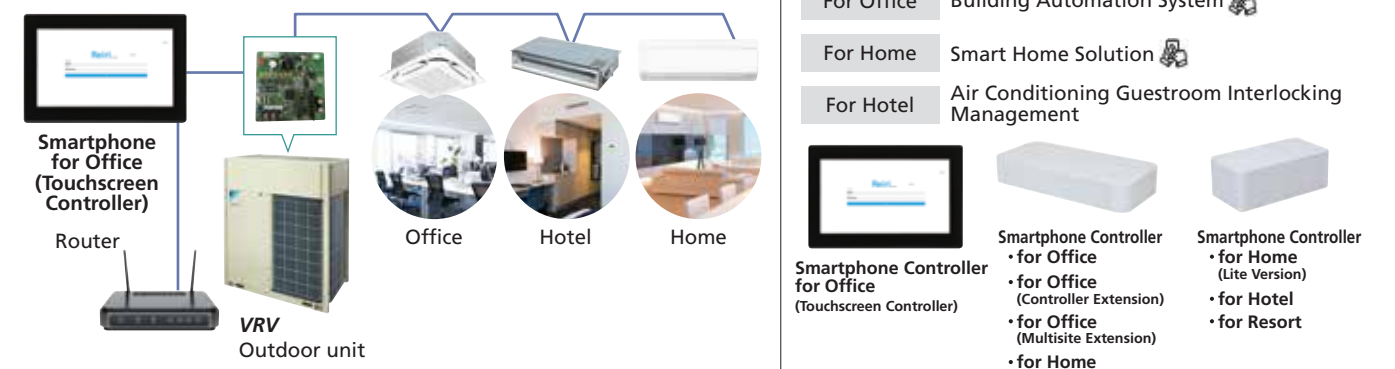 Reiri
Smartphone
for Office
(Touchscreen
Controller)
Router
VRV
Outdoor unit
Office
Hotel
Home
For Office Building Automation System
For Home Smart Home Solution
For Hotel Air Conditioning Guestroom Interlocking
Management
Reiri
Smartphone Controller
for Office
(Touchscreen Controller)
Smartphone Controller
・for Office
・for Office
(Controller Extension)
・for Office
(Multisite Extension)
・for Home
Smartphone Controller
・for Home
(Lite Version)
・for Hotel
・for Resort